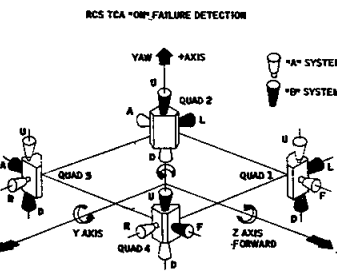 RCS TCA "ON" FAILURE DETECTION
YAW +AXIS
"A" SYSTEM
"B" SYSTEM
U
QUAD 2
A
L
D
U
U
A
R
D
QUAD 3
QUAD 1
L
F
D
U
Y AXIS
R
F
QUAD 4
D
Z AXIS
FORWARD